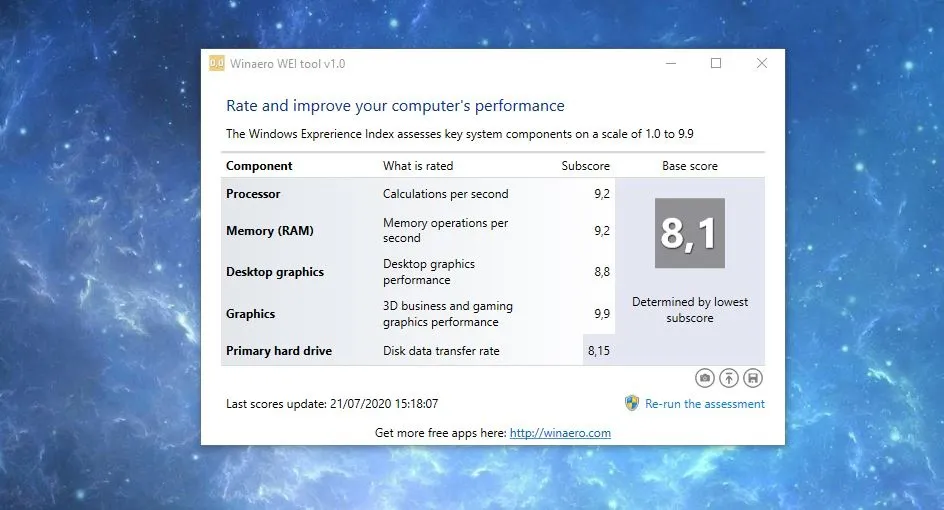 0,0 Winaero WEI tool v1.0
Rate and improve your computer's performance
The Windows Exprerience Index assesses key system components on a scale of 1.0 to 9.9
Component What is rated Subscore Base score
Processor Calculations per second 9,2
Memory (RAM) Memory operations per
second 9,2
Desktop graphics Desktop graphics
performance 8,8
Graphics 3D business and gaming
graphics performance 9,9
Primary hard drive Disk data transfer rate 8,15
8,1
Determined by lowest
subscore
Last scores update: 21/07/2020 15:18:07 Re-run the assessment
Get more free apps here: http://winaero.com